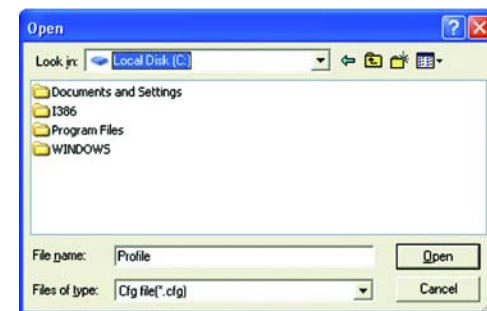 Open
Look in: Local Disk (C:)
Documents and Settings
I386
Program Files
WINDOWS
File name: Profile Open
Files of type: Cfg file(*.cfg) Cancel